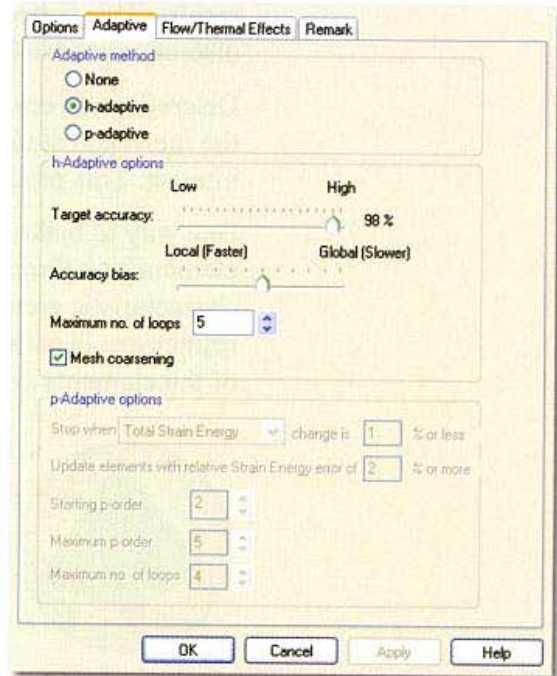 Options Adaptive Flow/Thermal Effects Remark
Adaptive method
None
h-adaptive
p-adaptive
h-Adaptive options
Low High
Target accuracy: 98 %
Local (Faster) Global (Slower)
Accuracy bias:
Maximum no. of loops 5
Mesh coarsening
p-Adaptive options
Stop when Total Strain Energy change is 1 % or less
Update elements with relative Strain Energy error of 2 % or more
Starting p-order 2
Maximum p-order 5
Maximum no. of loops 4
OK Cancel Apply Help